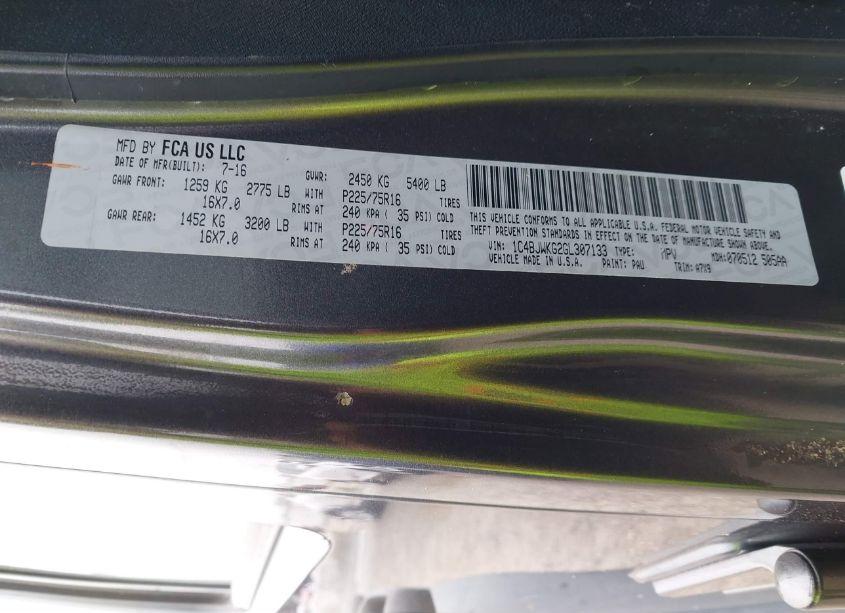 MFD BY FCA US LLC
DATE OF MFR(BUILT): 7-16 GVWR: 2450 KG 5400 LB
GAWR FRONT: 1259 KG 2775 LB WITH P225/75R16 TIRES
16X7.0 RIMS AT 240 KPA ( 35 PSI) COLD
GAWR REAR: 1452 KG 3200 LB WITH P225/75R16 TIRES
16X7.0 RIMS AT 240 KPA ( 35 PSI) COLD
THIS VEHICLE CONFORMS TO ALL APPLICABLE U.S.A. FEDERAL MOTOR VEHICLE SAFETY AND
THEFT PREVENTION STANDARDS IN EFFECT ON THE DATE OF MANUFACTURE SHOWN ABOVE.
VIN: 1C4BJWKG2GL307133 TYPE: MPV MDH:070512 505AA
VEHICLE MADE IN U.S.A. PAINT: PAU TRIM: A7X9